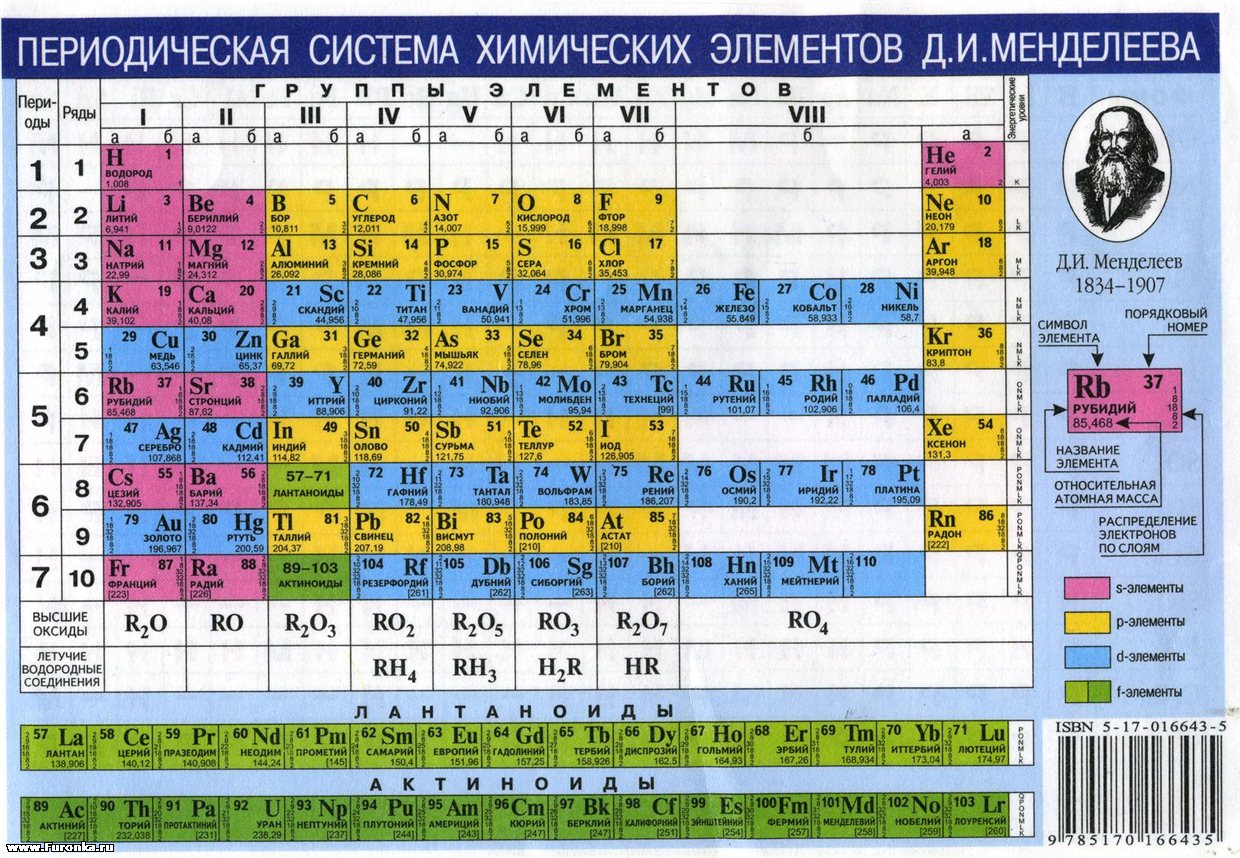 ПЕРИОДИЧЕСКАЯ СИСТЕМА ХИМИЧЕСКИХ ЭЛЕМЕНТОВ Д.И.МЕНДЕЛЕЕВА
Пери-
оды
Ряды
ГРУППЫ ЭЛЕМЕНТОВ
Энергетические уровни
I II III IV V VI VII VIII
а б а б а б а б а б а б а б б а
1 1
H 1 ВОДОРОД 1,008
He 2 ГЕЛИЙ 4,003
2 2
Li 3 ЛИТИЙ 6,941
Be 4 БЕРИЛЛИЙ 9,0122
B 5 БОР 10,811
C 6 УГЛЕРОД 12,011
N 7 АЗОТ 14,007
O 8 КИСЛОРОД 15,999
F 9 ФТОР 18,998
Ne 10 НЕОН 20,179
3 3
Na 11 НАТРИЙ 22,99
Mg 12 МАГНИЙ 24,312
Al 13 АЛЮМИНИЙ 26,092
Si 14 КРЕМНИЙ 28,086
P 15 ФОСФОР 30,974
S 16 СЕРА 32,064
Cl 17 ХЛОР 35,453
Ar 18 АРГОН 39,948
4 4
K 19 КАЛИЙ 39,102
Ca 20 КАЛЬЦИЙ 40,08
21 Sc СКАНДИЙ 44,956
22 Ti ТИТАН 47,956
23 V ВАНАДИЙ 50,941
24 Cr ХРОМ 51,996
25 Mn МАРГАНЕЦ 54,938
26 Fe ЖЕЛЕЗО 55,849
27 Co КОБАЛЬТ 58,933
28 Ni НИКЕЛЬ 58,7
5
29 Cu МЕДЬ 63,546
30 Zn ЦИНК 65,37
Ga 31 ГАЛЛИЙ 69,72
Ge 32 ГЕРМАНИЙ 72,59
As 33 МЫШЬЯК 74,922
Se 34 СЕЛЕН 78,96
Br 35 БРОМ 79,904
Kr 36 КРИПТОН 83,8
5 6
Rb 37 РУБИДИЙ 85,468
Sr 38 СТРОНЦИЙ 87,62
39 Y ИТТРИЙ 88,906
40 Zr ЦИРКОНИЙ 91,22
41 Nb НИОБИЙ 92,906
42 Mo МОЛИБДЕН 95,94
43 Tc ТЕХНЕЦИЙ [99]
44 Ru РУТЕНИЙ 101,07
45 Rh РОДИЙ 102,906
46 Pd ПАЛЛАДИЙ 106,4
7
47 Ag СЕРЕБРО 107,868
48 Cd КАДМИЙ 112,41
In 49 ИНДИЙ 114,82
Sn 50 ОЛОВО 118,69
Sb 51 СУРЬМА 121,75
Te 52 ТЕЛЛУР 127,6
I 53 ИОД 126,905
Xe 54 КСЕНОН 131,3
6 8
Cs 55 ЦЕЗИЙ 132,905
Ba 56 БАРИЙ 137,34
57–71 ЛАНТАНОИДЫ
72 Hf ГАФНИЙ 178,49
73 Ta ТАНТАЛ 180,948
74 W ВОЛЬФРАМ 183,85
75 Re РЕНИЙ 186,207
76 Os ОСМИЙ 190,2
77 Ir ИРИДИЙ 192,22
78 Pt ПЛАТИНА 195,09
9
79 Au ЗОЛОТО 196,967
80 Hg РТУТЬ 200,59
Tl 81 ТАЛЛИЙ 204,37
Pb 82 СВИНЕЦ 207,19
Bi 83 ВИСМУТ 208,98
Po 84 ПОЛОНИЙ [210]
At 85 АСТАТ [210]
Rn 86 РАДОН [222]
7 10
Fr 87 ФРАНЦИЙ [223]
Ra 88 РАДИЙ [226]
89–103 АКТИНОИДЫ
104 Rf РЕЗЕРФОРДИЙ [261]
105 Db ДУБНИЙ [262]
106 Sg СИБОРГИЙ [263]
107 Bh БОРИЙ [262]
108 Hn ХАНИЙ [265]
109 Mt МЕЙТНЕРИЙ
110
ВЫСШИЕ
ОКСИДЫ
R₂O RO R₂O₃ RO₂ R₂O₅ RO₃ R₂O₇ RO₄
ЛЕТУЧИЕ
ВОДОРОДНЫЕ
СОЕДИНЕНИЯ
RH₄ RH₃ H₂R HR
ЛАНТАНОИДЫ
57 La ЛАНТАН 138,906
58 Ce ЦЕРИЙ 140,12
59 Pr ПРАЗЕОДИМ 140,908
60 Nd НЕОДИМ 144,24
61 Pm ПРОМЕТИЙ [145]
62 Sm САМАРИЙ 150,4
63 Eu ЕВРОПИЙ 151,96
64 Gd ГАДОЛИНИЙ 157,25
65 Tb ТЕРБИЙ 158,926
66 Dy ДИСПРОЗИЙ 162,5
67 Ho ГОЛЬМИЙ 164,93
68 Er ЭРБИЙ 167,26
69 Tm ТУЛИЙ 168,934
70 Yb ИТТЕРБИЙ 173,04
71 Lu ЛЮТЕЦИЙ 174,97
АКТИНОИДЫ
89 Ac АКТИНИЙ [227]
90 Th ТОРИЙ 232,038
91 Pa ПРОТАКТИНИЙ [231]
92 U УРАН 238,29
93 Np НЕПТУНИЙ [237]
94 Pu ПЛУТОНИЙ [244]
95 Am АМЕРИЦИЙ [243]
96 Cm КЮРИЙ [247]
97 Bk БЕРКЛИЙ [247]
98 Cf КАЛИФОРНИЙ [251]
99 Es ЭЙНШТЕЙНИЙ [254]
100 Fm ФЕРМИЙ [257]
101 Md МЕНДЕЛЕВИЙ [258]
102 No НОБЕЛИЙ [259]
103 Lr ЛОУРЕНСИЙ [260]
Д.И. Менделеев
1834–1907
СИМВОЛ
ЭЛЕМЕНТА
ПОРЯДКОВЫЙ
НОМЕР
Rb 37
РУБИДИЙ
85,468
1
8
18
8
2
НАЗВАНИЕ
ЭЛЕМЕНТА
ОТНОСИТЕЛЬНАЯ
АТОМНАЯ МАССА
РАСПРЕДЕЛЕНИЕ
ЭЛЕКТРОНОВ
ПО СЛОЯМ
s-элементы
p-элементы
d-элементы
f-элементы
ISBN 5-17-016643-5
9 785170 166435
www.Furonka.ru